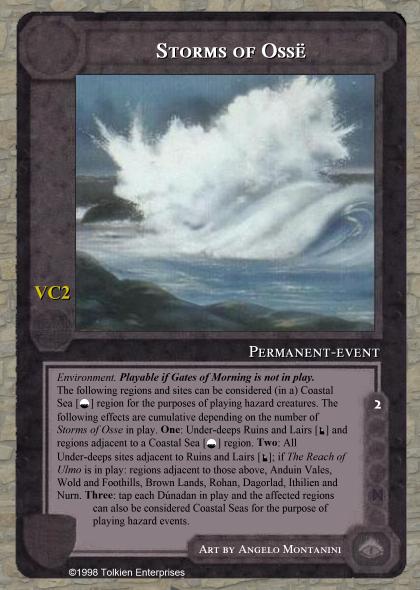 STORMS OF OSSË
VC2
PERMANENT-EVENT
Environment. Playable if Gates of Morning is not in play.
The following regions and sites can be considered (in a) Coastal
Sea [] region for the purposes of playing hazard creatures. The
following effects are cumulative depending on the number of
Storms of Osse in play. One: Under-deeps Ruins and Lairs [] and
regions adjacent to a Coastal Sea [] region. Two: All
Under-deeps sites adjacent to Ruins and Lairs []; if The Reach of
Ulmo is in play: regions adjacent to those above, Anduin Vales,
Wold and Foothills, Brown Lands, Rohan, Dagorlad, Ithilien and
Nurn. Three: tap each Dúnadan in play and the affected regions
can also be considered Coastal Seas for the purpose of
playing hazard events.
2
ART BY ANGELO MONTANINI
©1998 Tolkien Enterprises